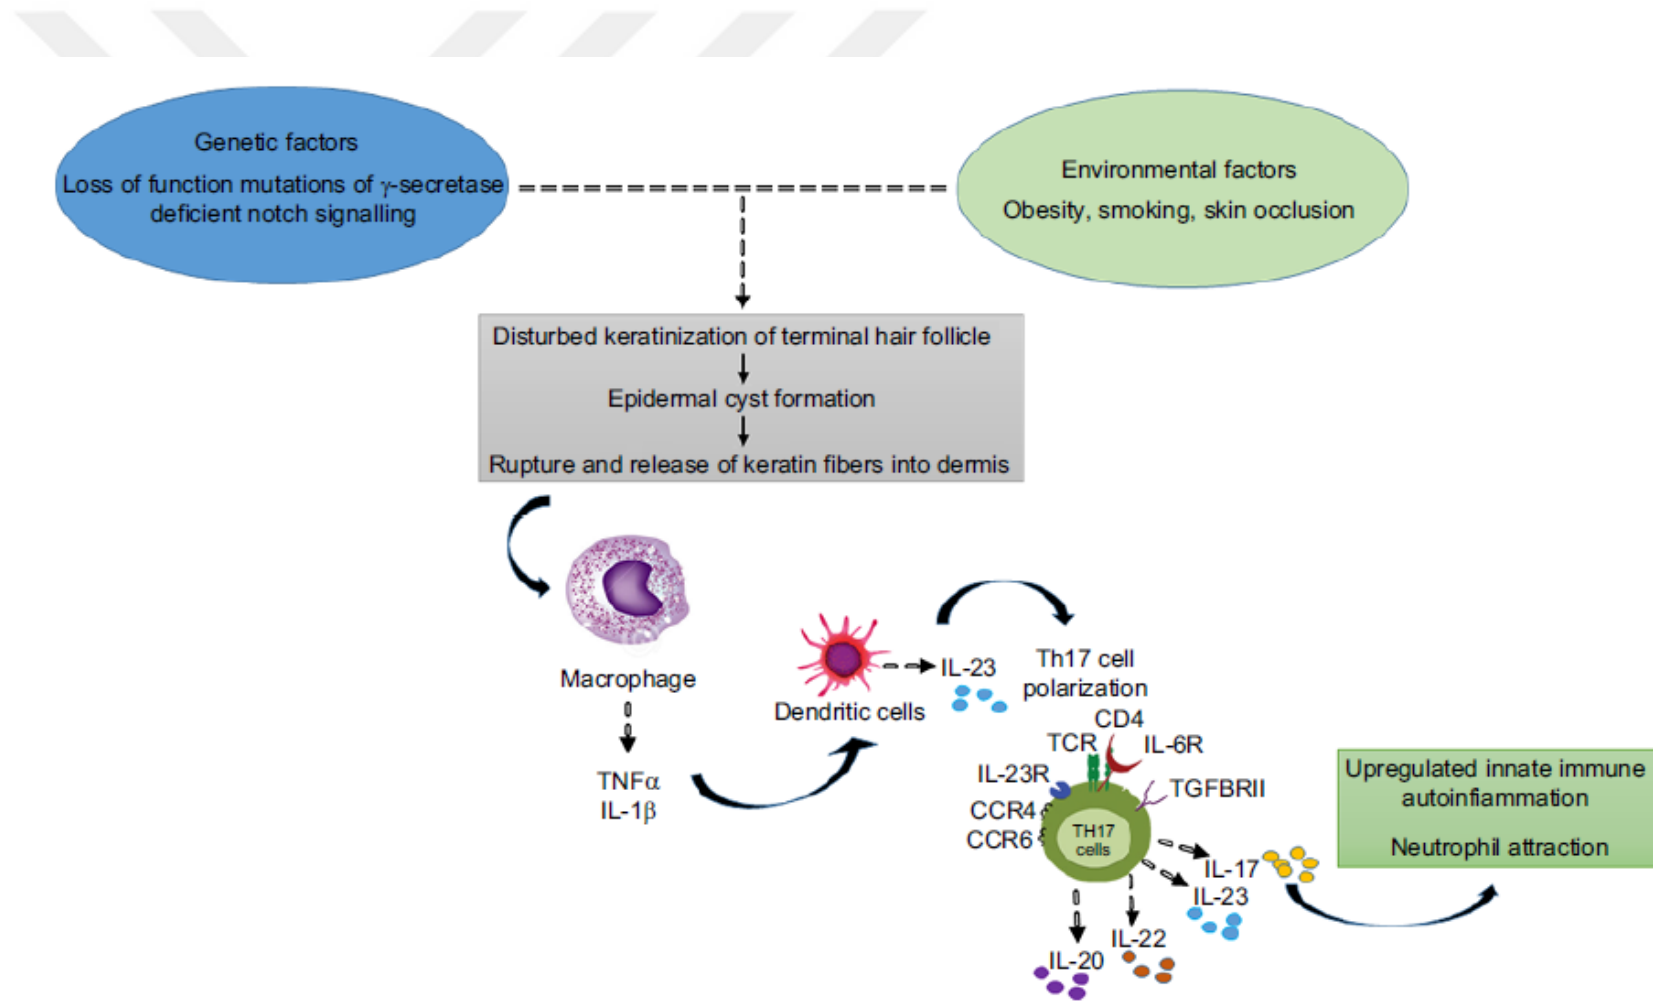 Genetic factors
Loss of function mutations of γ-secretase
deficient notch signalling
Environmental factors
Obesity, smoking, skin occlusion
Disturbed keratinization of terminal hair follicle
Epidermal cyst formation
Rupture and release of keratin fibers into dermis
Macrophage
TNFα
IL-1β
Dendritic cells
IL-23
Th17 cell
polarization
CD4
TCR
IL-6R
IL-23R
TGFBRII
CCR4
CCR6
TH17
cells
IL-17
IL-23
IL-22
IL-20
Upregulated innate immune
autoinflammation
Neutrophil attraction